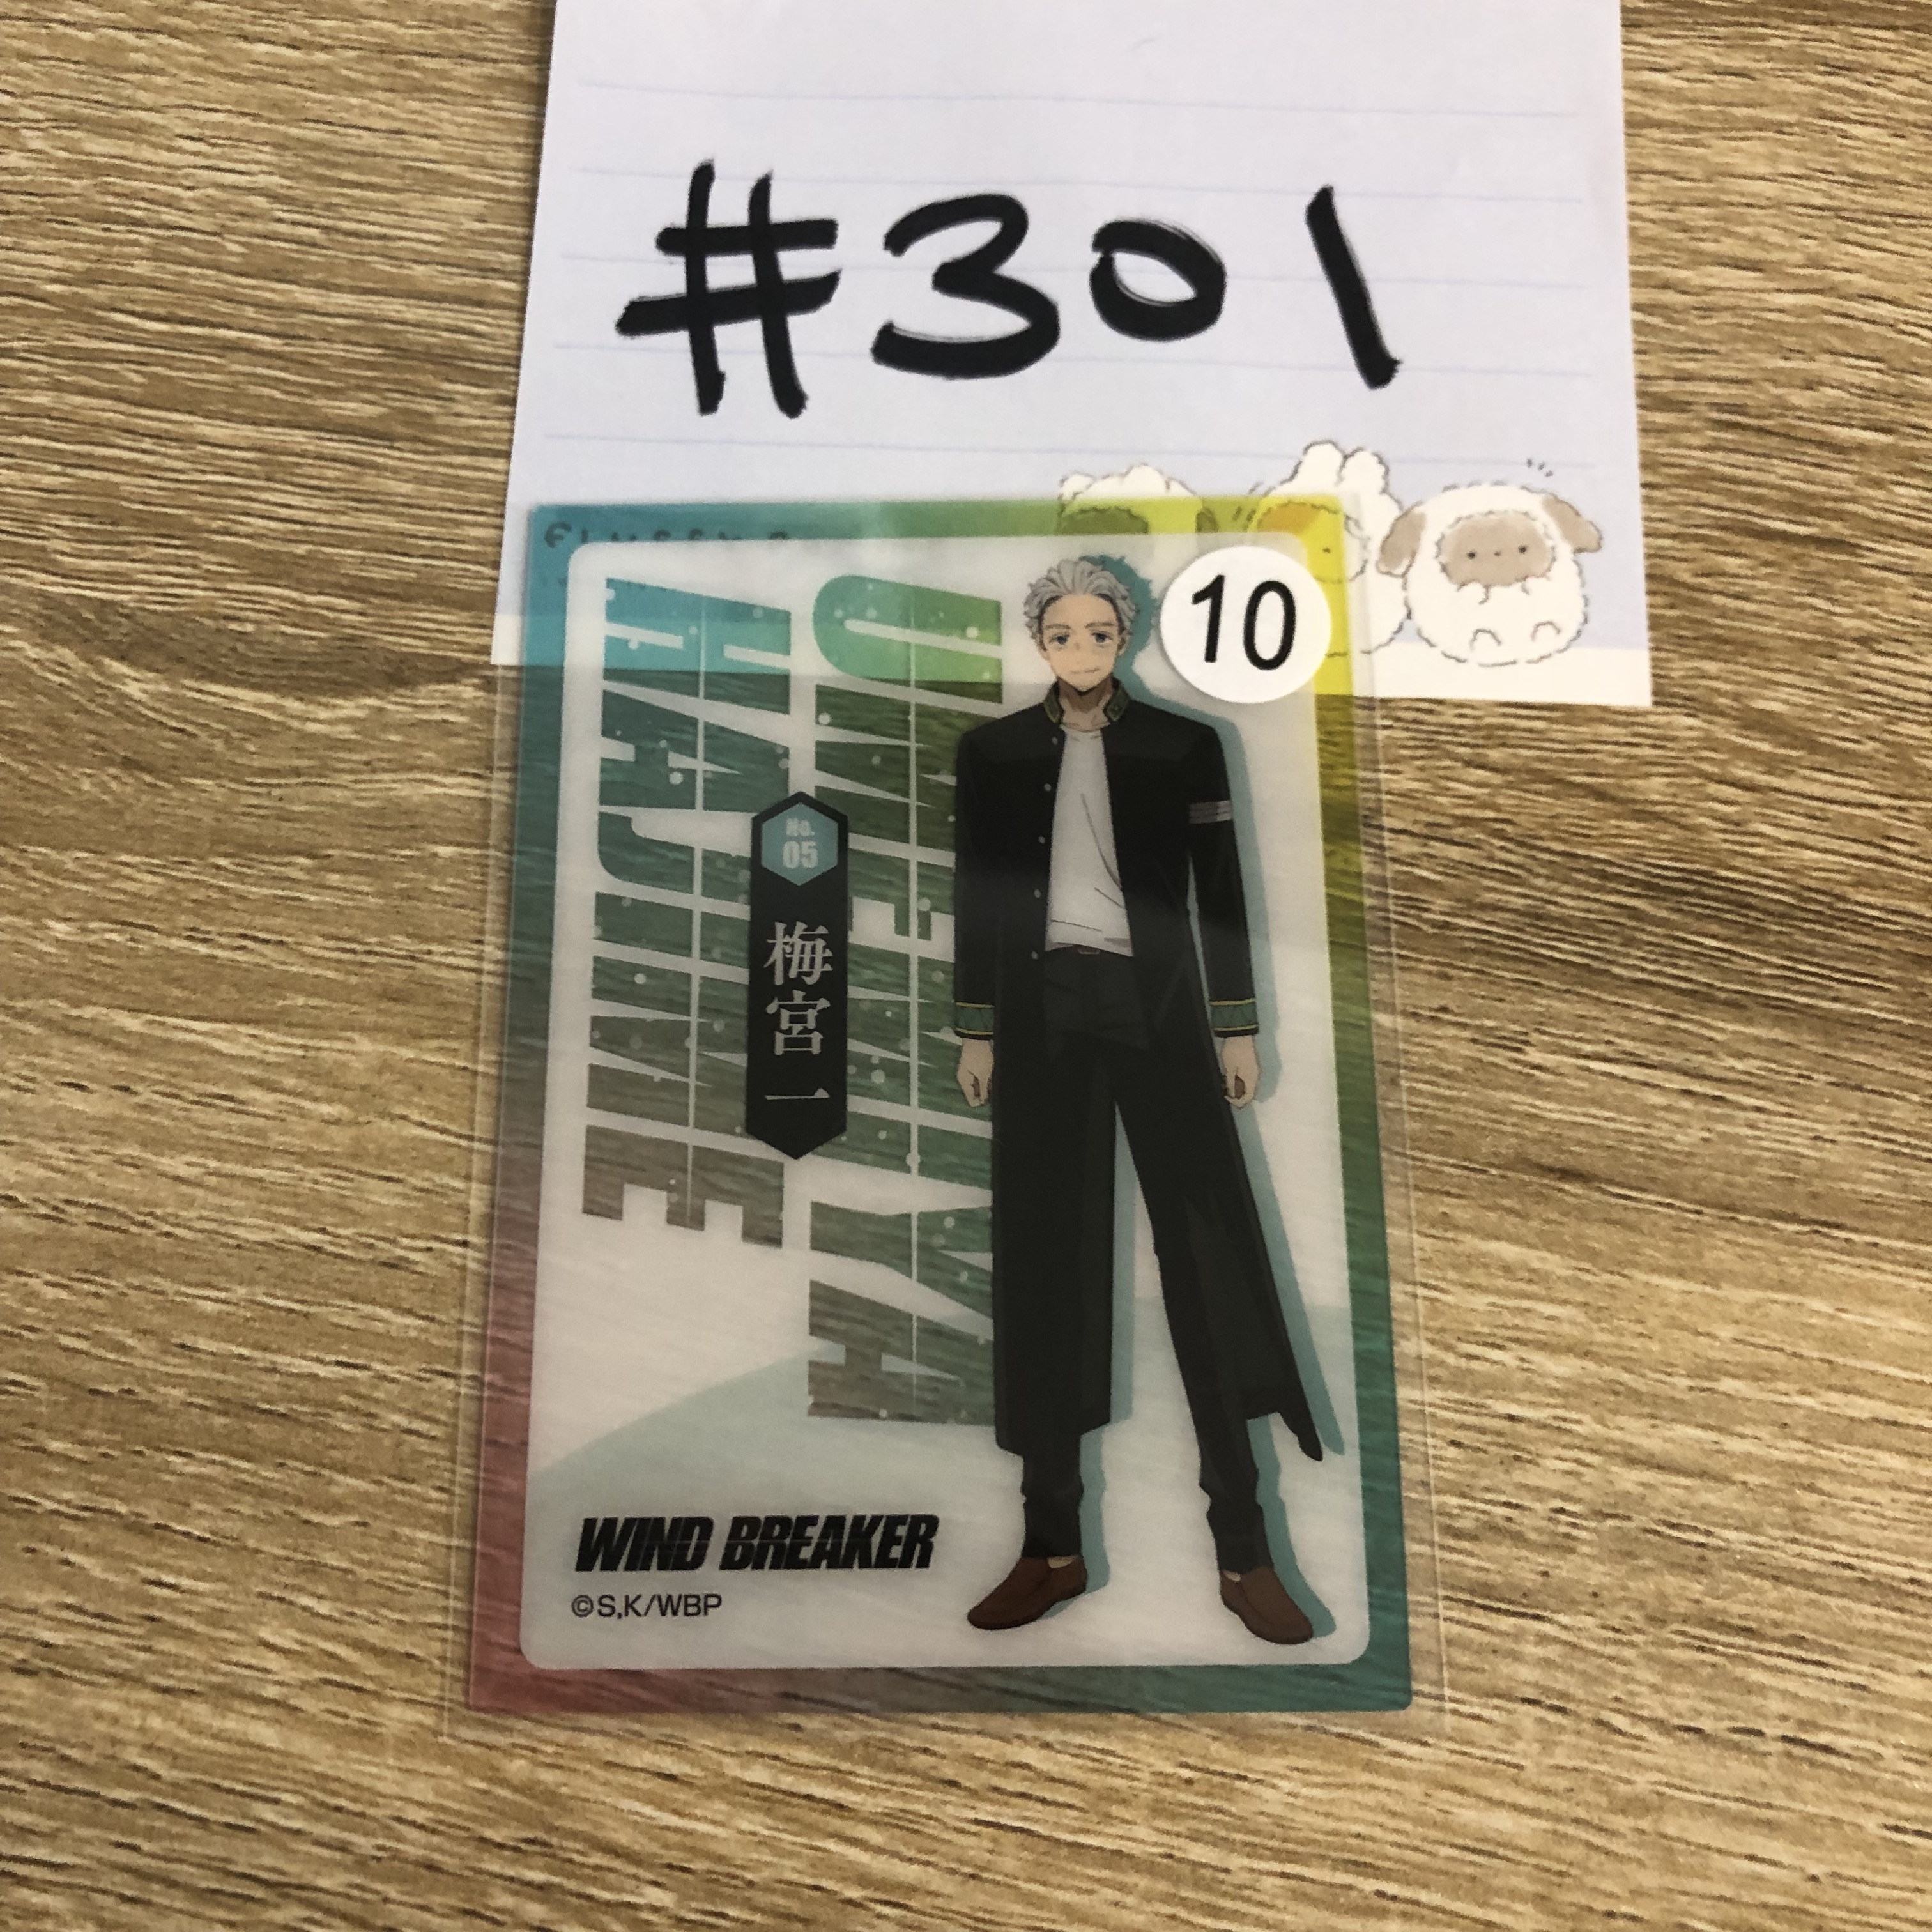 #301
10
UMEMIYA
HAJIME
No.
05
梅宮一
WIND BREAKER
©S,K/WBP